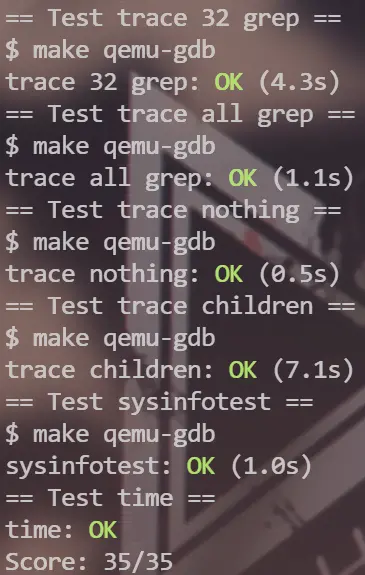 == Test trace 32 grep ==
$ make qemu-gdb
trace 32 grep: OK (4.3s)
== Test trace all grep ==
$ make qemu-gdb
trace all grep: OK (1.1s)
== Test trace nothing ==
$ make qemu-gdb
trace nothing: OK (0.5s)
== Test trace children ==
$ make qemu-gdb
trace children: OK (7.1s)
== Test sysinfotest ==
$ make qemu-gdb
sysinfotest: OK (1.0s)
== Test time ==
time: OK
Score: 35/35